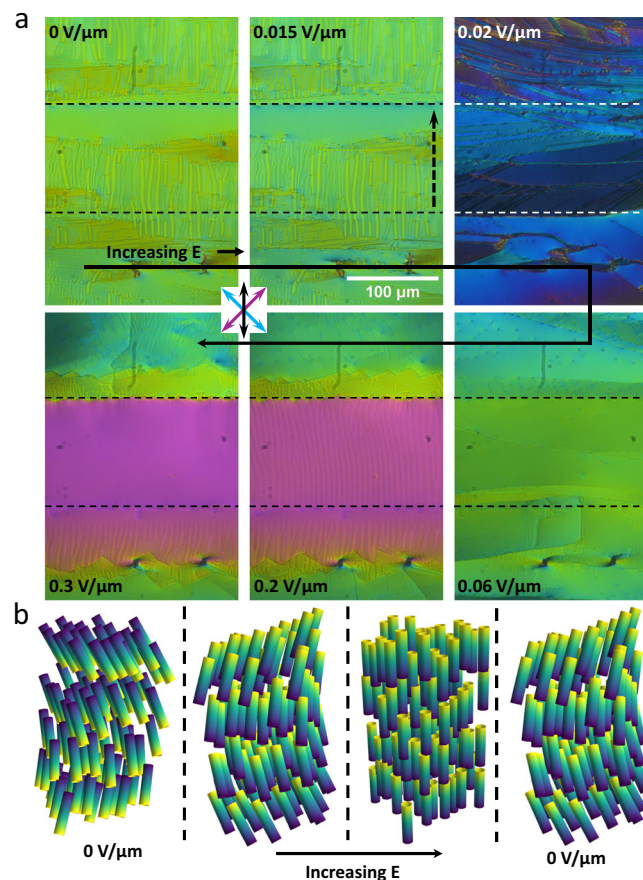 a
0 V/μm
0.015 V/μm
0.02 V/μm
Increasing E
100 μm
0.3 V/μm
0.2 V/μm
0.06 V/μm
b
0 V/μm
Increasing E
0 V/μm